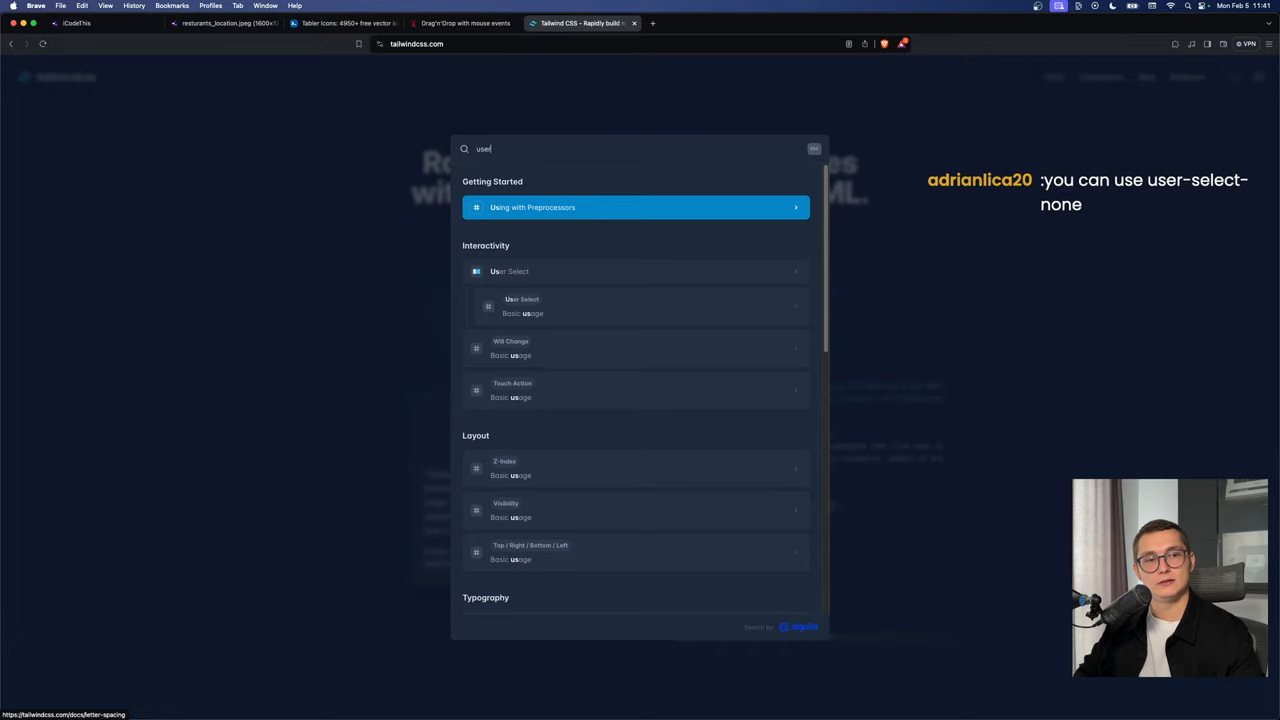 Brave File Edit View History Bookmarks Profiles Tab Window Help
Mon Feb 5 11:41
iCodeThis
resturants_location.jpeg (1600×1
Tabler Icons: 4950+ free vector ic
Drag'n'Drop with mouse events
Tailwind CSS - Rapidly build
tailwindcss.com
VPN
user
esc
Getting Started
Using with Preprocessors
Interactivity
User Select
User Select
Basic usage
Will Change
Basic usage
Touch Action
Basic usage
Layout
Z-Index
Basic usage
Visibility
Basic usage
Top / Right / Bottom / Left
Basic usage
Typography
Search by algolia
adrianlica20 :you can use user-select-
none
https://tailwindcss.com/docs/letter-spacing